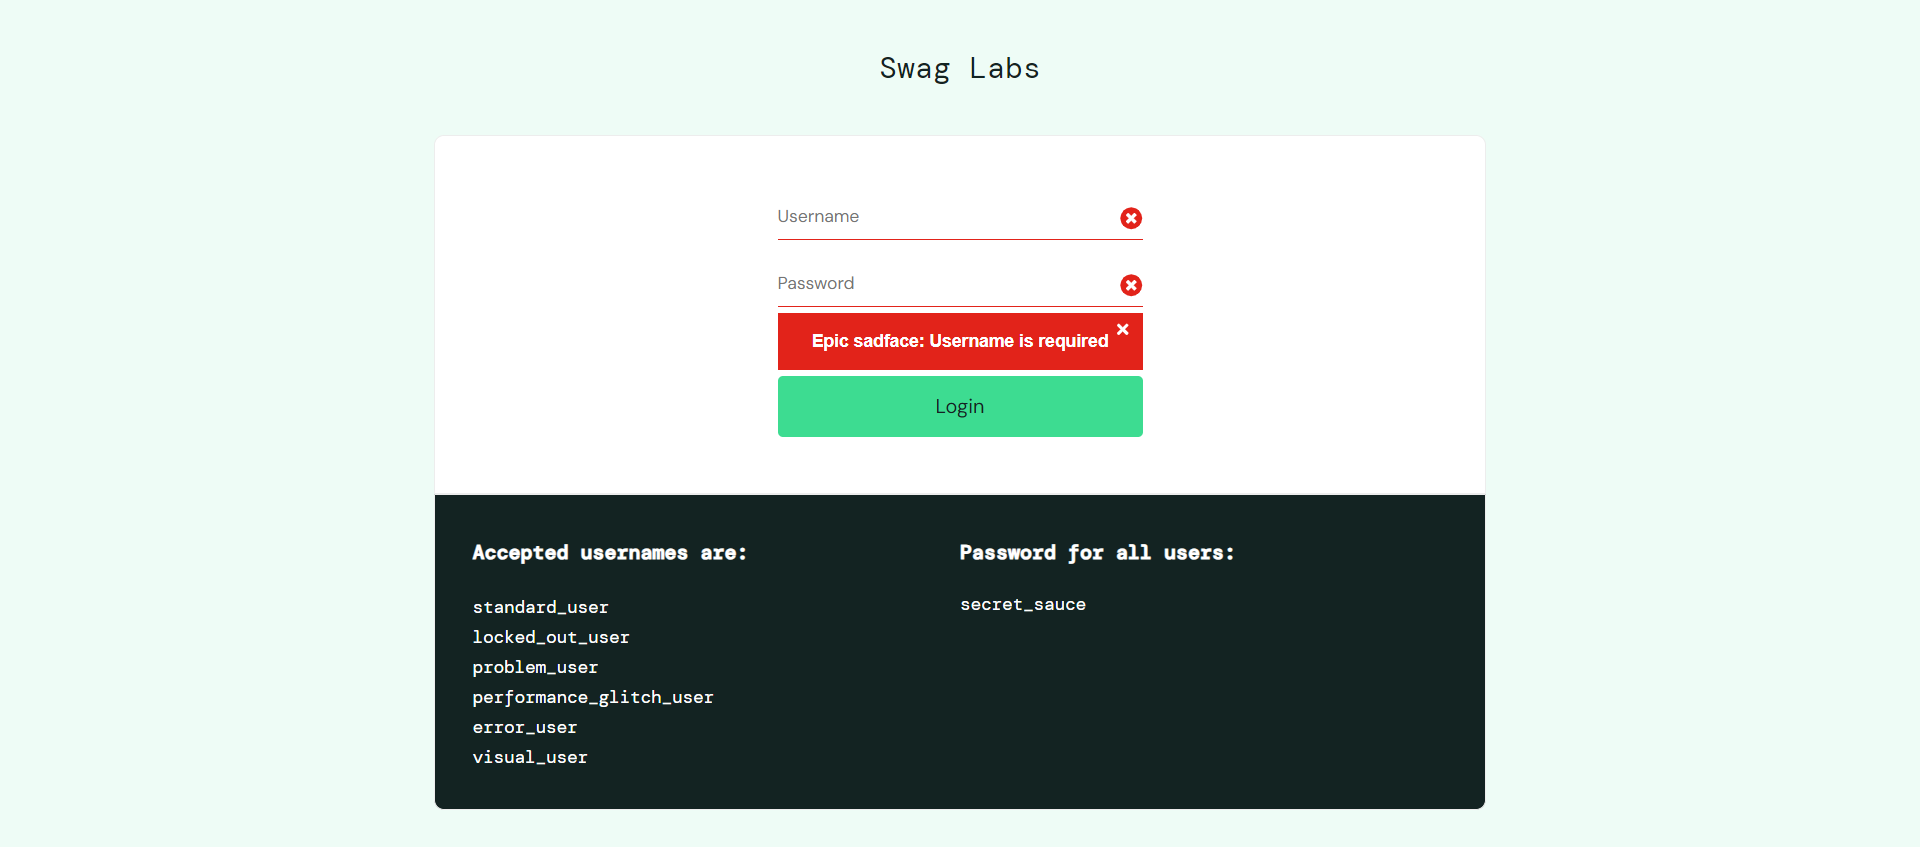 Swag Labs
Username
Password
Epic sadface: Username is required
Login
Accepted usernames are:
standard_user
locked_out_user
problem_user
performance_glitch_user
error_user
visual_user
Password for all users:
secret_sauce